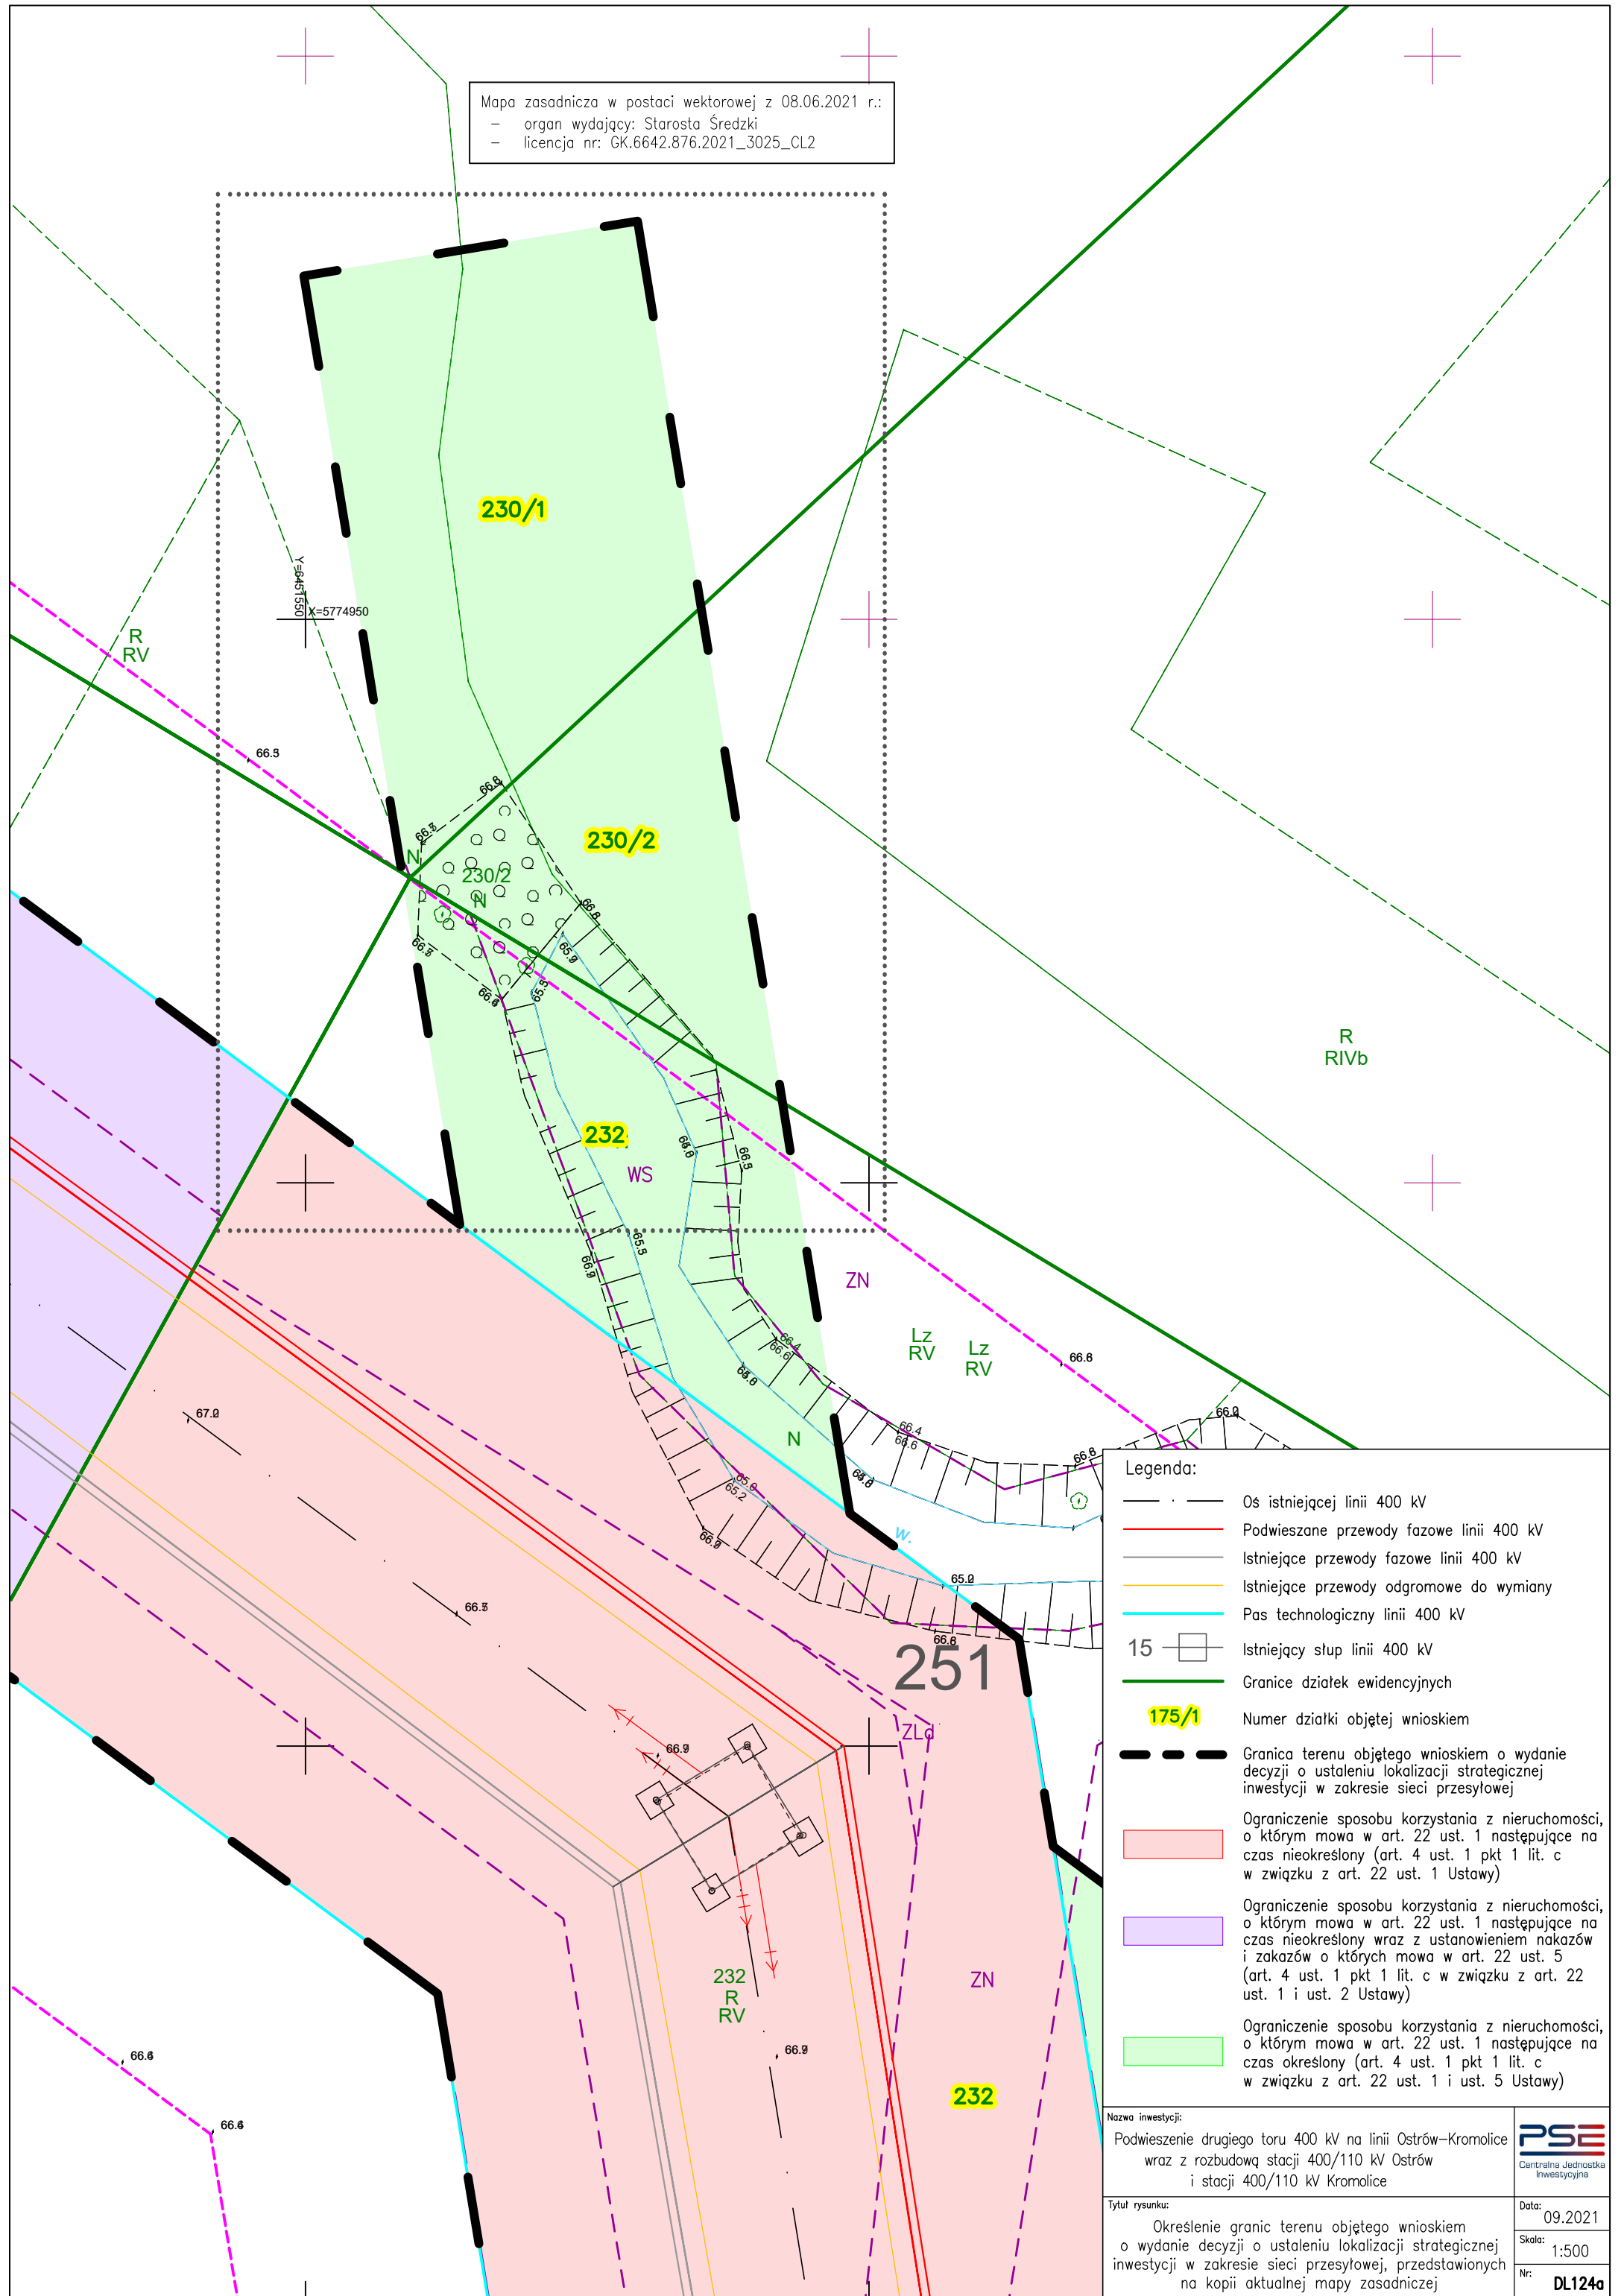 Mapa zasadnicza w postaci wektorowej z 08.06.2021 r.:
– organ wydający: Starosta Średzki
– licencja nr: GK.6642.876.2021_3025_CL2
230/1
Y=6451550
X=5774950
R
RV
230/2
N
230/2
N
R
RIVb
232
WS
ZN
Lz
RV
Lz
RV
N
66.4
66.6
66.4
66.6
65.2
w.
251
ZLd
232
R
RV
ZN
232
Legenda:
Oś istniejącej linii 400 kV
Podwieszane przewody fazowe linii 400 kV
Istniejące przewody fazowe linii 400 kV
Istniejące przewody odgromowe do wymiany
Pas technologiczny linii 400 kV
15 Istniejący słup linii 400 kV
Granice działek ewidencyjnych
175/1 Numer działki objętej wnioskiem
Granica terenu objętego wnioskiem o wydanie
decyzji o ustaleniu lokalizacji strategicznej
inwestycji w zakresie sieci przesyłowej
Ograniczenie sposobu korzystania z nieruchomości,
o którym mowa w art. 22 ust. 1 następujące na
czas nieokreślony (art. 4 ust. 1 pkt 1 lit. c
w związku z art. 22 ust. 1 Ustawy)
Ograniczenie sposobu korzystania z nieruchomości,
o którym mowa w art. 22 ust. 1 następujące na
czas nieokreślony wraz z ustanowieniem nakazów
i zakazów o których mowa w art. 22 ust. 5
(art. 4 ust. 1 pkt 1 lit. c w związku z art. 22
ust. 1 i ust. 2 Ustawy)
Ograniczenie sposobu korzystania z nieruchomości,
o którym mowa w art. 22 ust. 1 następujące na
czas określony (art. 4 ust. 1 pkt 1 lit. c
w związku z art. 22 ust. 1 i ust. 5 Ustawy)
Nazwa inwestycji:
Podwieszenie drugiego toru 400 kV na linii Ostrów–Kromolice
wraz z rozbudową stacji 400/110 kV Ostrów
i stacji 400/110 kV Kromolice
PSE
Centralna Jednostka
Inwestycyjna
Tytuł rysunku:
Określenie granic terenu objętego wnioskiem
o wydanie decyzji o ustaleniu lokalizacji strategicznej
inwestycji w zakresie sieci przesyłowej, przedstawionych
na kopii aktualnej mapy zasadniczej
Data:
09.2021
Skala:
1:500
Nr:
DL124a